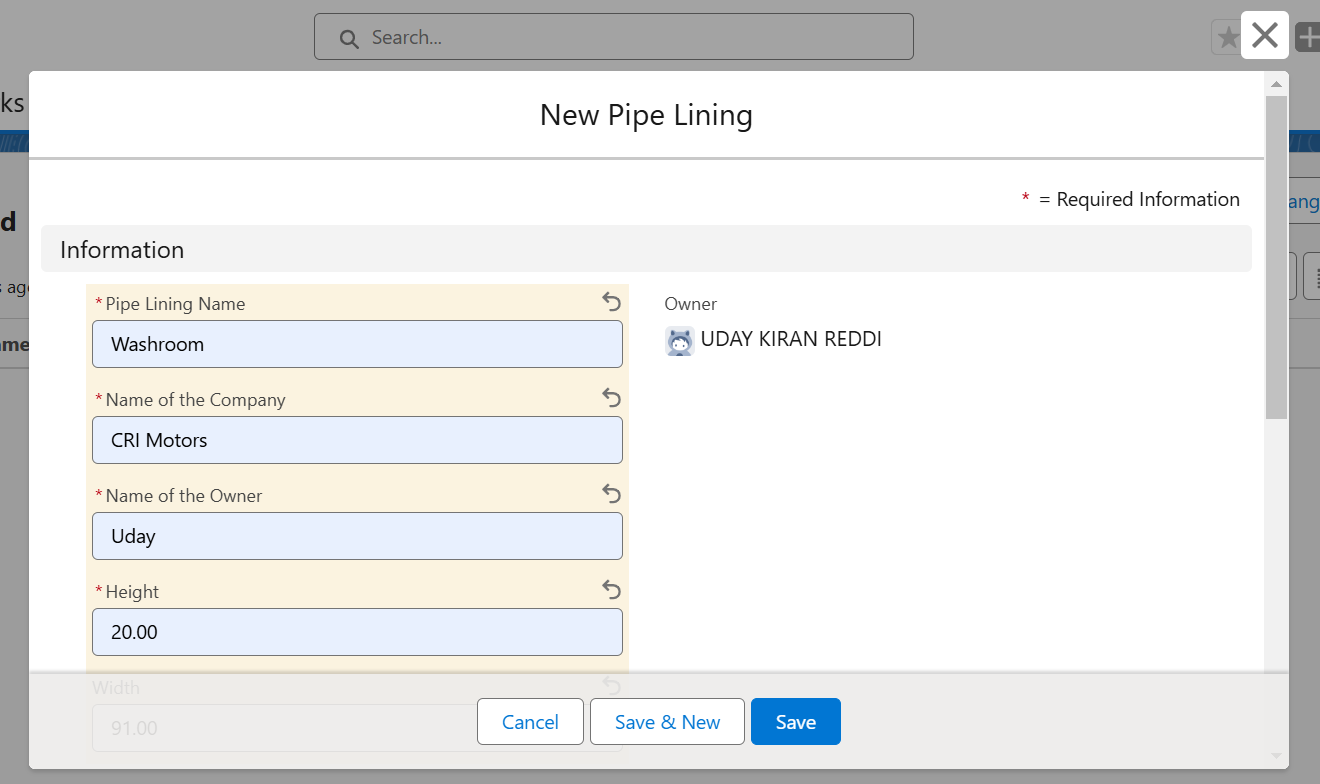 Search...
ks
New Pipe Lining
* = Required Information
ang
d
Information
s ago
* Pipe Lining Name
Owner
Washroom
UDAY KIRAN REDDI
ame
* Name of the Company
CRI Motors
* Name of the Owner
Uday
* Height
20.00
Width
91.00
Cancel
Save & New
Save